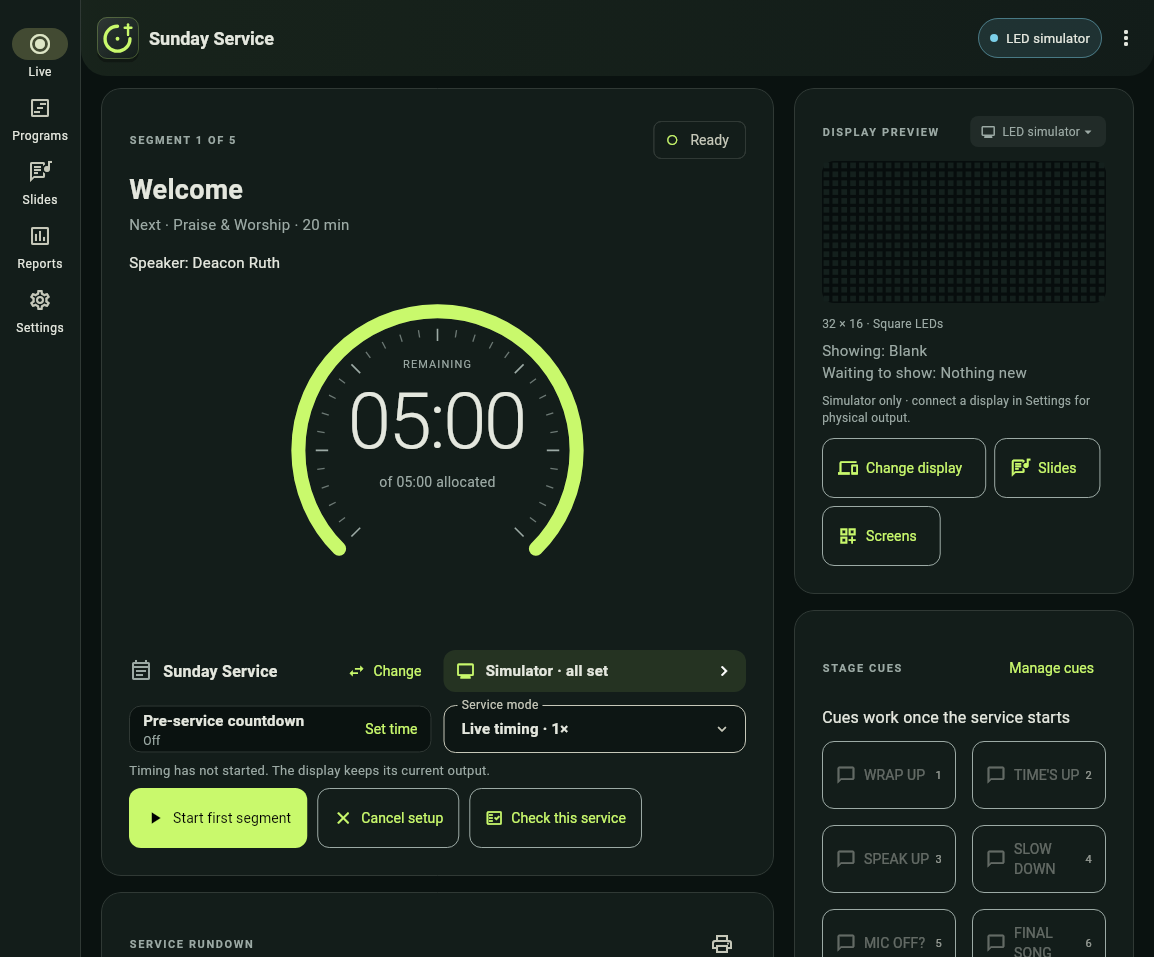 Live
Programs
Slides
Reports
Settings
Sunday Service
LED simulator
SEGMENT 1 OF 5
Ready
Welcome
Next · Praise & Worship · 20 min
Speaker: Deacon Ruth
REMAINING
05:00
of 05:00 allocated
Sunday Service
Change
Simulator · all set
Pre-service countdown
Off
Set time
Service mode
Live timing · 1×
Timing has not started. The display keeps its current output.
Start first segment
Cancel setup
Check this service
SERVICE RUNDOWN
DISPLAY PREVIEW
LED simulator
32 × 16 · Square LEDs
Showing: Blank
Waiting to show: Nothing new
Simulator only · connect a display in Settings for
physical output.
Change display
Slides
Screens
STAGE CUES
Manage cues
Cues work once the service starts
WRAP UP 1
TIME'S UP 2
SPEAK UP 3
SLOW
DOWN 4
MIC OFF? 5
FINAL
SONG 6